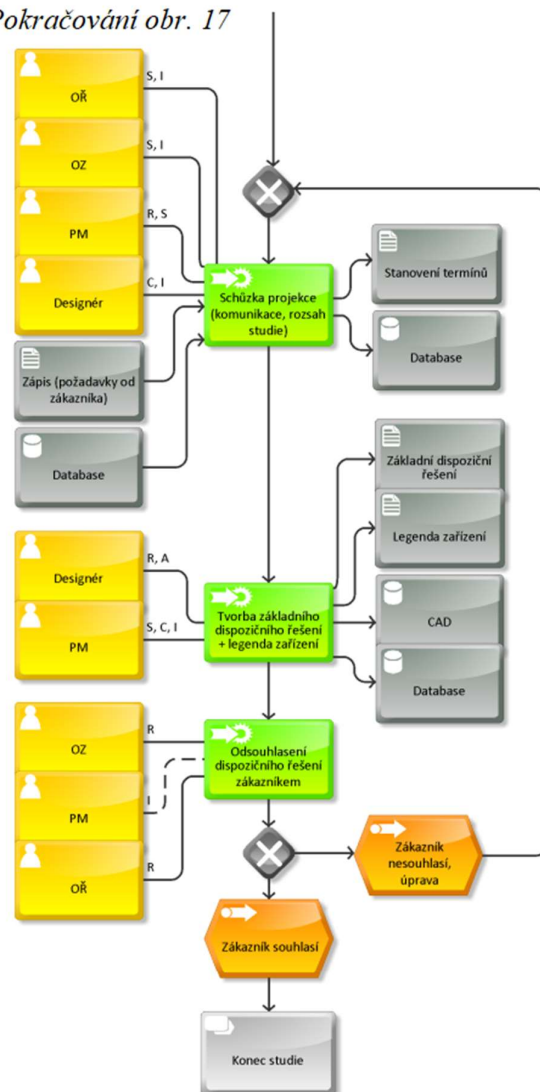 Pokračování obr. 17
S, I
OŘ
S, I
OZ
R, S
PM
C, I
Designér
Schůzka projekce
(komunikace, rozsah
studie)
Stanovení termínů
Database
Zápis (požadavky od
zákazníka)
Database
Základní dispoziční
řešení
Legenda zařízení
R, A
Designér
Tvorba základního
dispozičního řešení
+ legenda zařízení
CAD
S, C, I
PM
Database
R
OZ
Odsouhlasení
dispozičního řešení
zákazníkem
I
PM
R
OŘ
Zákazník
nesouhlasí,
úprava
Zákazník souhlasí
Konec studie